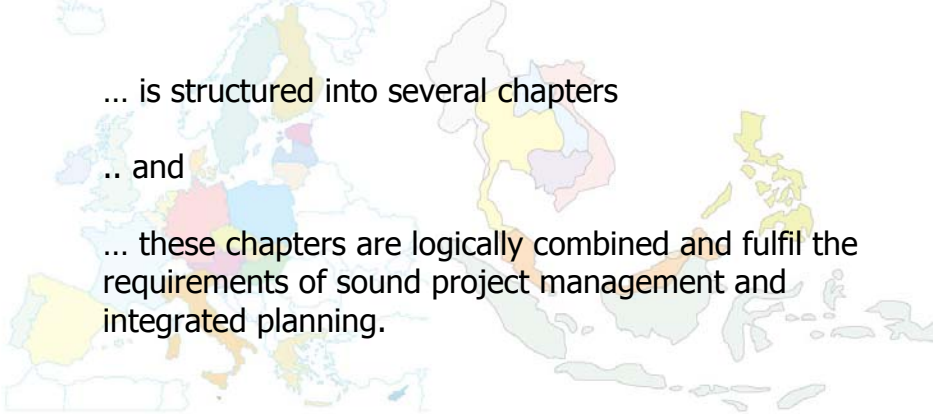 … is structured into several chapters
.. and
… these chapters are logically combined and fulfil the
requirements of sound project management and
integrated planning.